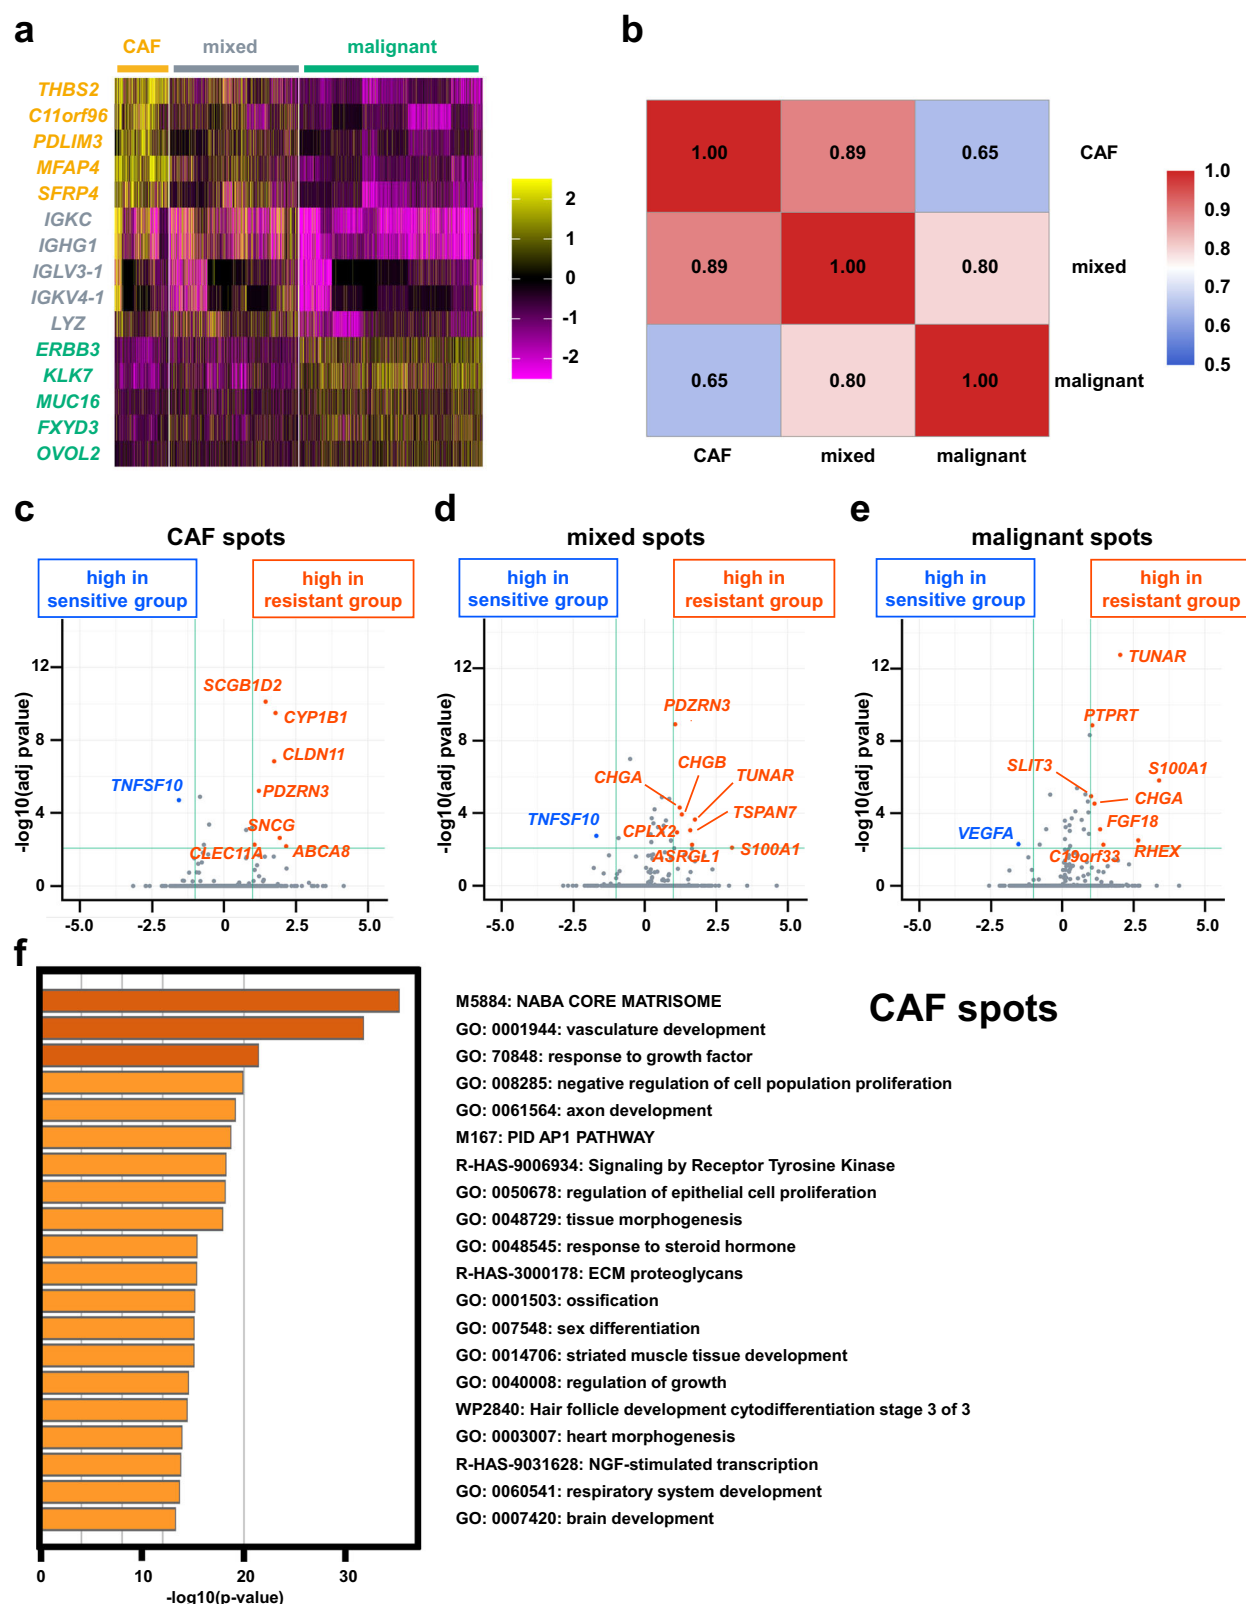 a
CAF
mixed
malignant
THBS2
C11orf96
PDLIM3
MFAP4
SFRP4
IGKC
IGHG1
IGLV3-1
IGKV4-1
LYZ
ERBB3
KLK7
MUC16
FXYD3
OVOL2
2
1
0
-1
-2
b
1.00
0.89
0.65
CAF
0.89
1.00
0.80
mixed
0.65
0.80
1.00
malignant
CAF
mixed
malignant
1.0
0.9
0.8
0.7
0.6
0.5
c
CAF spots
high in
sensitive group
high in
resistant group
-log10(adj pvalue)
12
8
4
0
SCGB1D2
CYP1B1
CLDN11
TNFSF10
PDZRN3
SNCG
CLEC11A
ABCA8
-5.0
-2.5
0
2.5
5.0
d
mixed spots
high in
sensitive group
high in
resistant group
-log10(adj pvalue)
12
8
4
0
PDZRN3
CHGB
CHGA
TUNAR
TNFSF10
TSPAN7
CPLX2
ASRGL1
S100A1
-5.0
-2.5
0
2.5
5.0
e
malignant spots
high in
sensitive group
high in
resistant group
-log10(adj pvalue)
12
8
4
0
TUNAR
PTPRT
SLIT3
S100A1
CHGA
FGF18
VEGFA
C19orf33
RHEX
-5.0
-2.5
0
2.5
5.0
f
CAF spots
M5884: NABA CORE MATRISOME
GO: 0001944: vasculature development
GO: 70848: response to growth factor
GO: 008285: negative regulation of cell population proliferation
GO: 0061564: axon development
M167: PID AP1 PATHWAY
R-HAS-9006934: Signaling by Receptor Tyrosine Kinase
GO: 0050678: regulation of epithelial cell proliferation
GO: 0048729: tissue morphogenesis
GO: 0048545: response to steroid hormone
R-HAS-3000178: ECM proteoglycans
GO: 0001503: ossification
GO: 007548: sex differentiation
GO: 0014706: striated muscle tissue development
GO: 0040008: regulation of growth
WP2840: Hair follicle development cytodifferentiation stage 3 of 3
GO: 0003007: heart morphogenesis
R-HAS-9031628: NGF-stimulated transcription
GO: 0060541: respiratory system development
GO: 0007420: brain development
0
10
20
30
-log10(p-value)